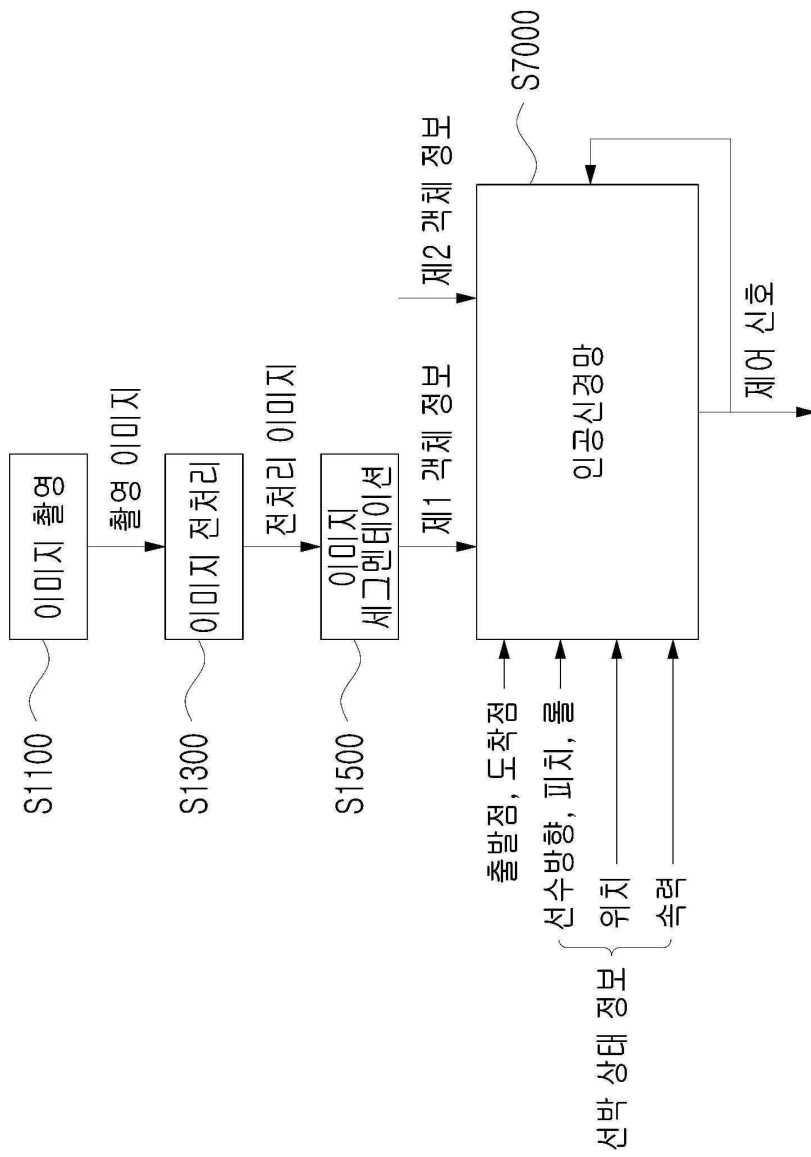 S1100
이미지 촬영
촬영 이미지
S1300
이미지 전처리
전처리 이미지
S1500
이미지
세그멘테이션
제1 객체 정보
제2 객체 정보
S7000
출발점, 도착점
선수방향, 피치, 롤
위치
속력
선박 상태 정보
인공신경망
제어 신호